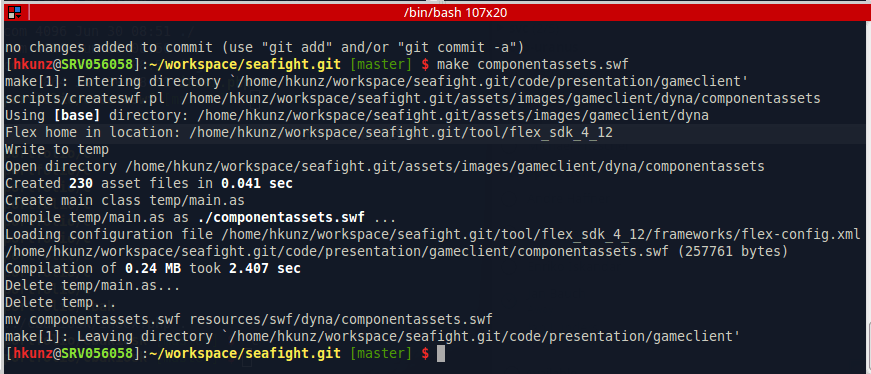 /bin/bash 107x20
no changes added to commit (use "git add" and/or "git commit -a")
[hkunz@SRV056058]:~/workspace/seafight.git [master] $ make componentassets.swf
make[1]: Entering directory `/home/hkunz/workspace/seafight.git/code/presentation/gameclient'
scripts/createswf.pl  /home/hkunz/workspace/seafight.git/assets/images/gameclient/dyna/componentassets
Using [base] directory: /home/hkunz/workspace/seafight.git/assets/images/gameclient/dyna
Flex home in location: /home/hkunz/workspace/seafight.git/tool/flex_sdk_4_12
Write to temp
Open directory /home/hkunz/workspace/seafight.git/assets/images/gameclient/dyna/componentassets
Created 230 asset files in 0.041 sec
Create main class temp/main.as
Compile temp/main.as as ./componentassets.swf ...
Loading configuration file /home/hkunz/workspace/seafight.git/tool/flex_sdk_4_12/frameworks/flex-config.xml
/home/hkunz/workspace/seafight.git/code/presentation/gameclient/componentassets.swf (257761 bytes)
Compilation of 0.24 MB took 2.407 sec
Delete temp/main.as...
Delete temp...
mv componentassets.swf resources/swf/dyna/componentassets.swf
make[1]: Leaving directory `/home/hkunz/workspace/seafight.git/code/presentation/gameclient'
[hkunz@SRV056058]:~/workspace/seafight.git [master] $